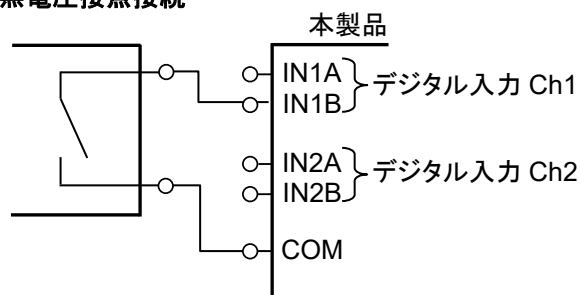 無電圧接点接続
本製品
IN1A
IN1B
デジタル入力 Ch1
IN2A
IN2B
デジタル入力 Ch2
COM